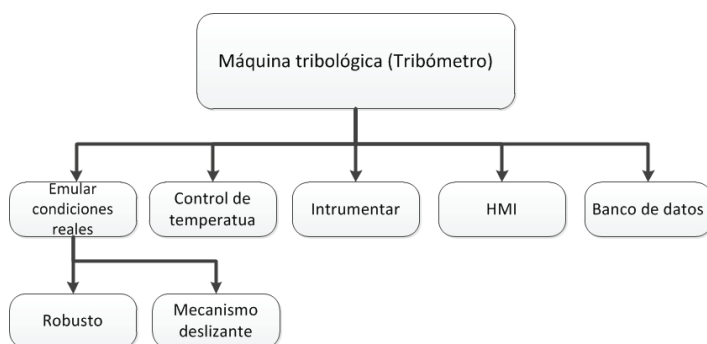 Máquina tribológica (Tribómetro)
Emular
condiciones
reales
Control de
temperatua
Intrumentar
HMI
Banco de datos
Robusto
Mecanismo
deslizante